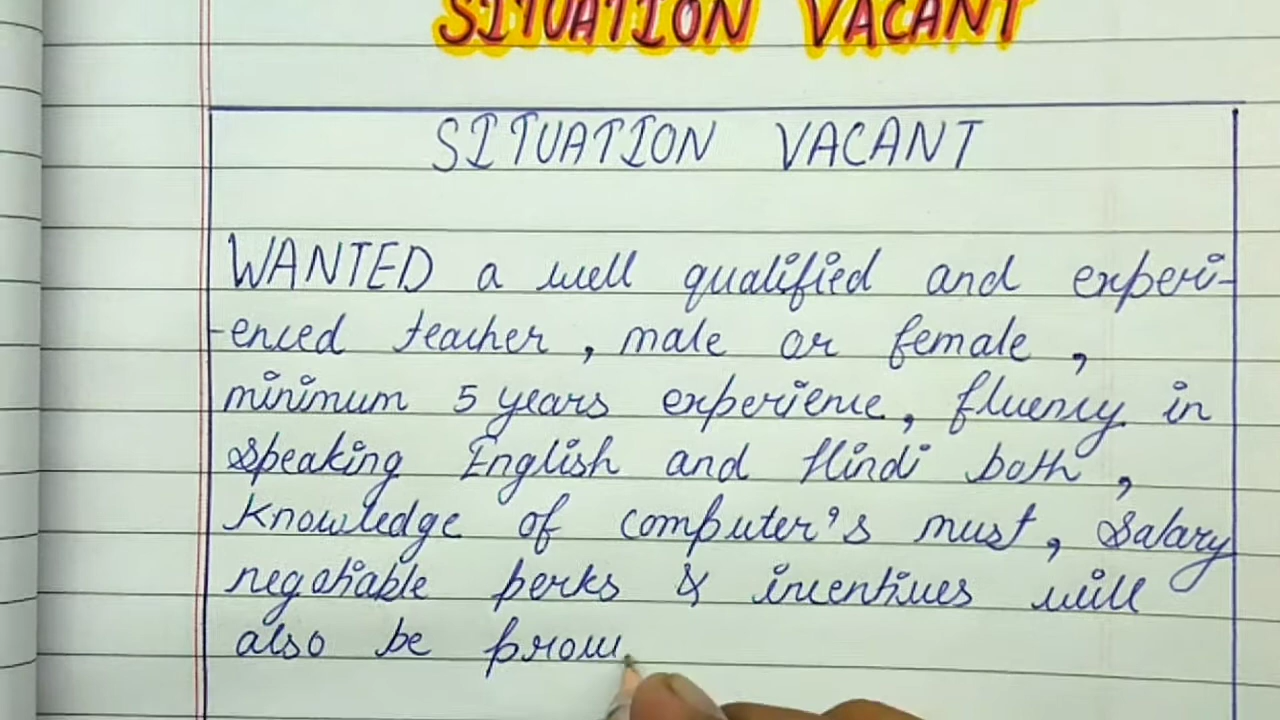 SITUATION VACANT
SITUATION VACANT
WANTED a well qualified and experi-
-enced teacher, male or female,
minimum 5 years experience, fluency in
speaking English and Hindi both,
Knowledge of computer's must, Salary
negotiable perks & incentives will
also be